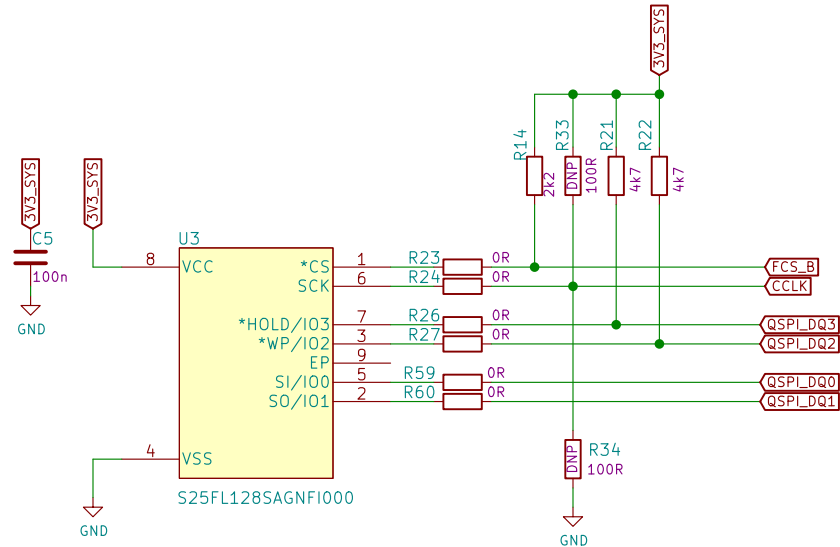 3V3_SYS
R14
2k2
R33
DNP
100R
R21
4k7
R22
4k7
3V3_SYS
3V3_SYS
C5
100n
GND
U3
8
VCC
*CS
1
R23
0R
FCS_B
SCK
6
R24
0R
CCLK
*HOLD/IO3
7
R26
0R
QSPI_DQ3
*WP/IO2
3
R27
0R
QSPI_DQ2
EP
9
SI/IO0
5
R59
0R
QSPI_DQ0
SO/IO1
2
R60
0R
QSPI_DQ1
4
VSS
DNP
R34
100R
S25FL128SAGNFI000
GND
GND